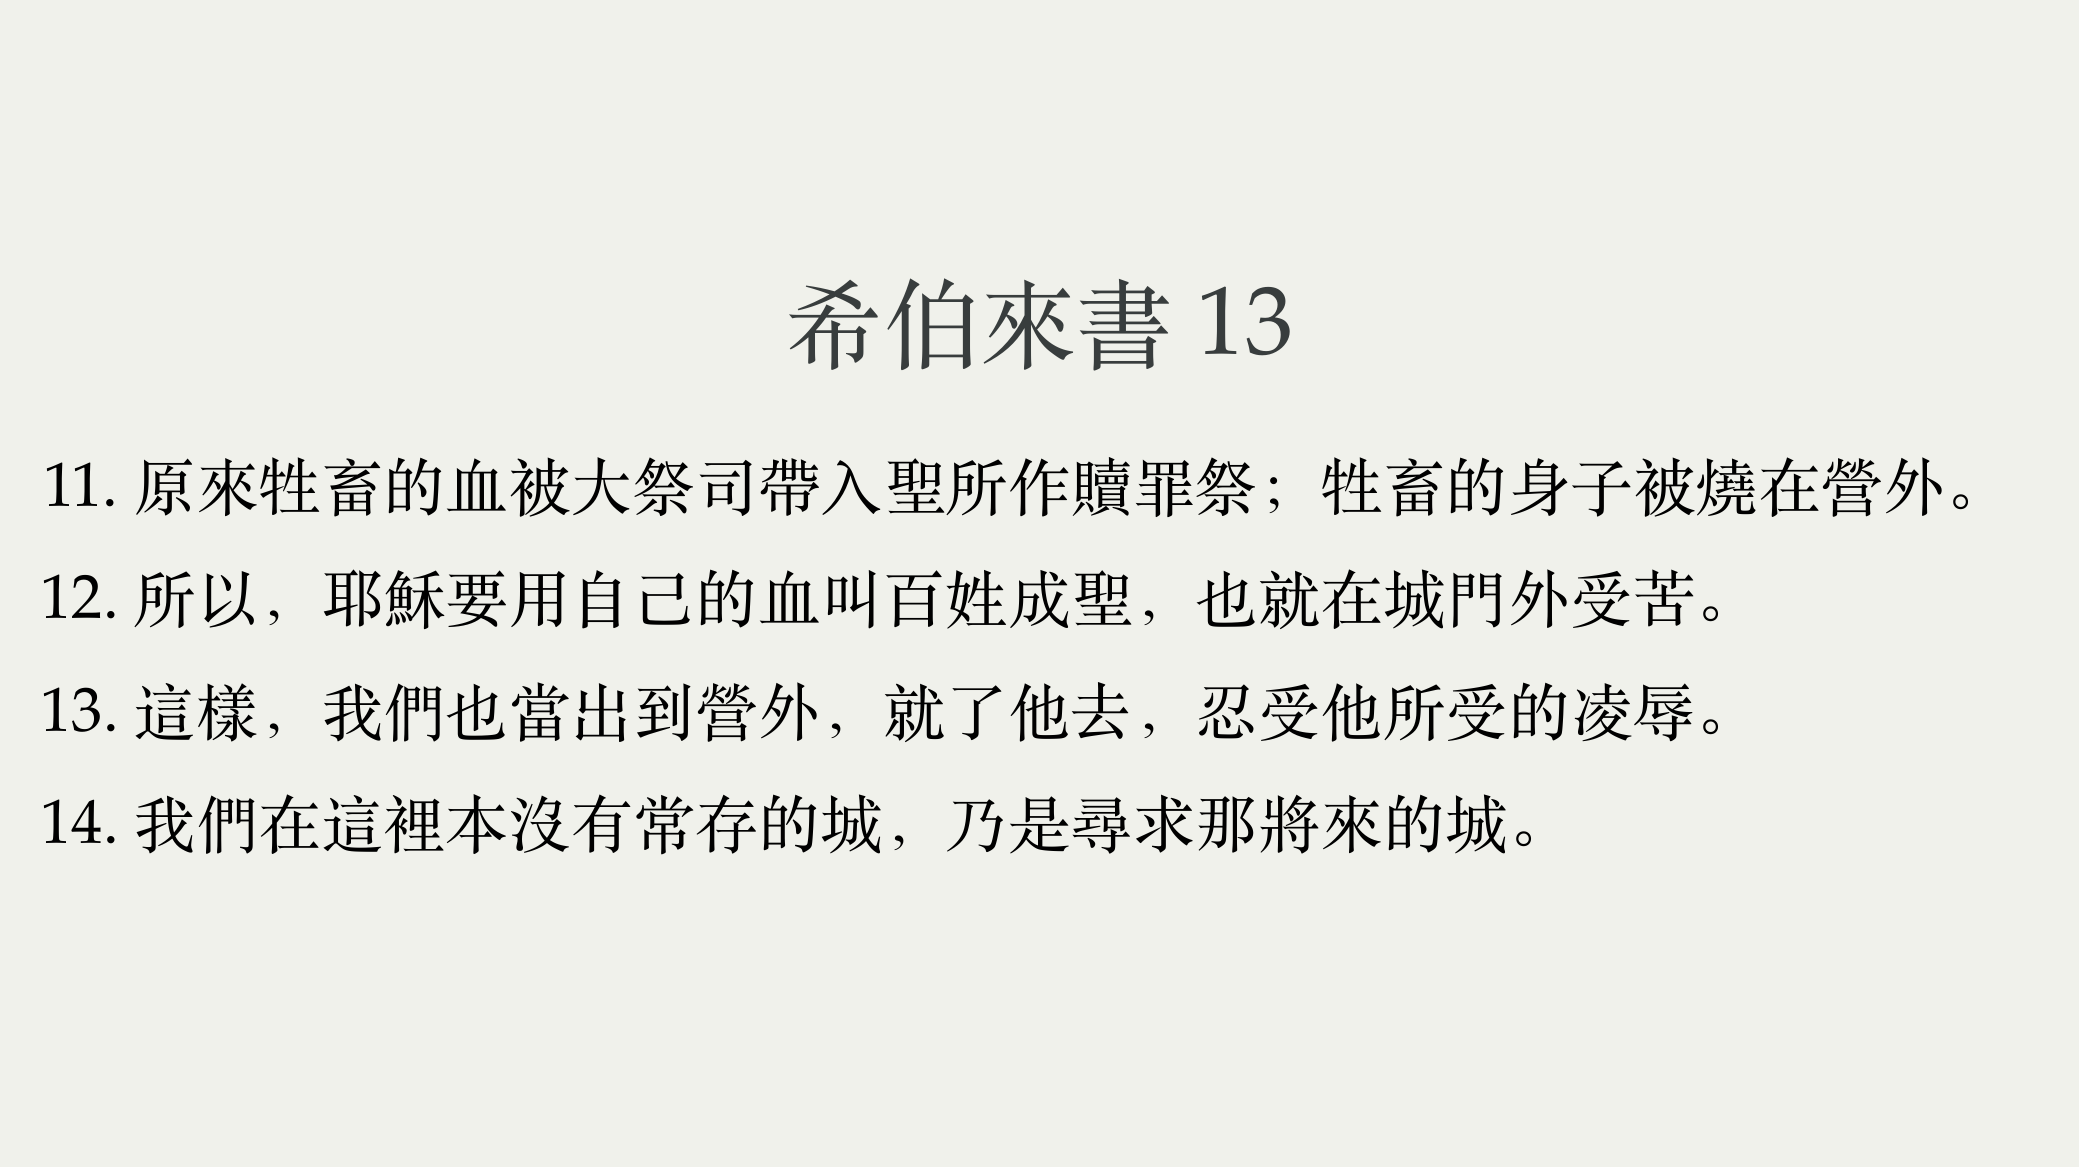 希伯來書 13
11. 原來牲畜的血被大祭司帶入聖所作贖罪祭；牲畜的身子被燒在營外。
12. 所以，耶穌要用自己的血叫百姓成聖，也就在城門外受苦。
13. 這樣，我們也當出到營外，就了他去，忍受他所受的凌辱。
14. 我們在這裡本沒有常存的城，乃是尋求那將來的城。